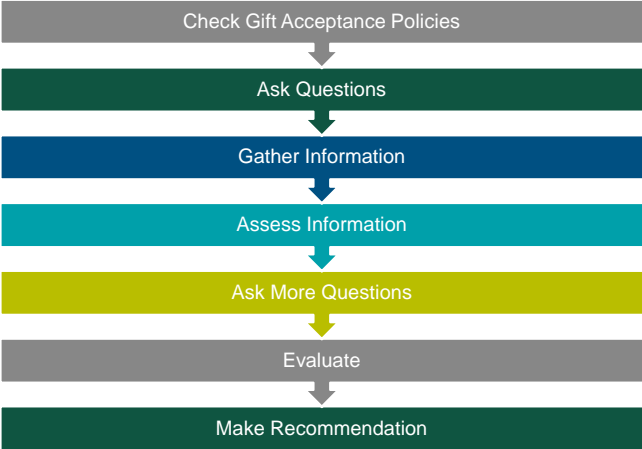 Check Gift Acceptance Policies
Ask Questions
Gather Information
Assess Information
Ask More Questions
Evaluate
Make Recommendation